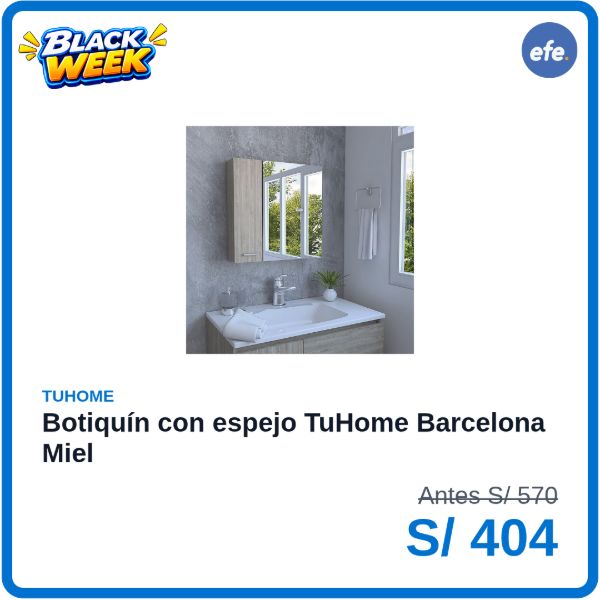 BLACK
WEEK
efe.
TUHOME
Botiquín con espejo TuHome Barcelona
Miel
Antes S/ 570
S/ 404